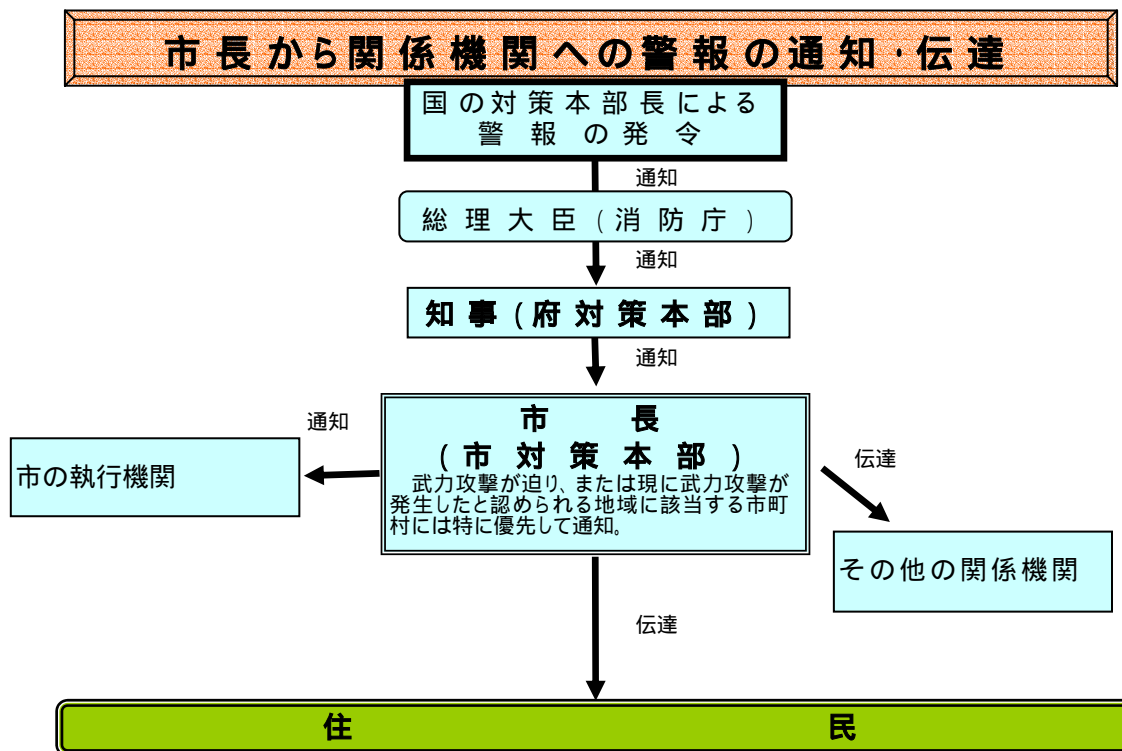 市長から関係機関への警報の通知・伝達
国の対策本部長による
警報の発令
通知
総理大臣(消防庁)
通知
知事(府対策本部)
通知
市長
(市対策本部)
武力攻撃が迫り、または現に武力攻撃が
発生したと認められる地域に該当する市町
村には特に優先して通知。
通知
市の執行機関
伝達
その他の関係機関
伝達
住民